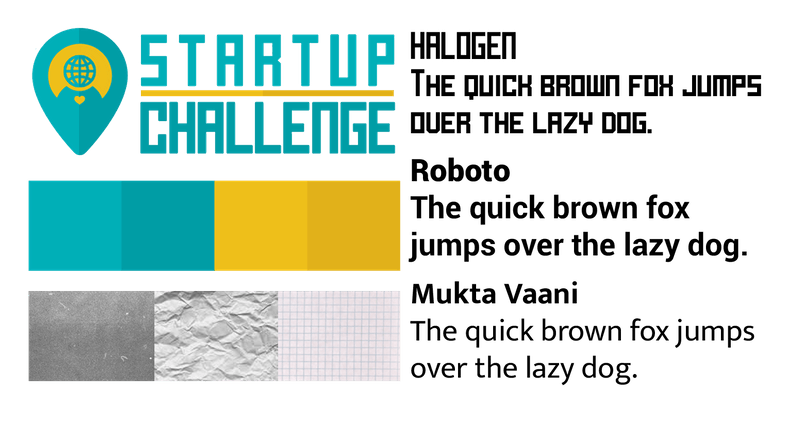 STARTUP
CHALLENGE
HALOGEN
THE QUICK BROWN FOX JUMPS
OVER THE LAZY DOG.
Roboto
The quick brown fox
jumps over the lazy dog.
Mukta Vaani
The quick brown fox jumps
over the lazy dog.